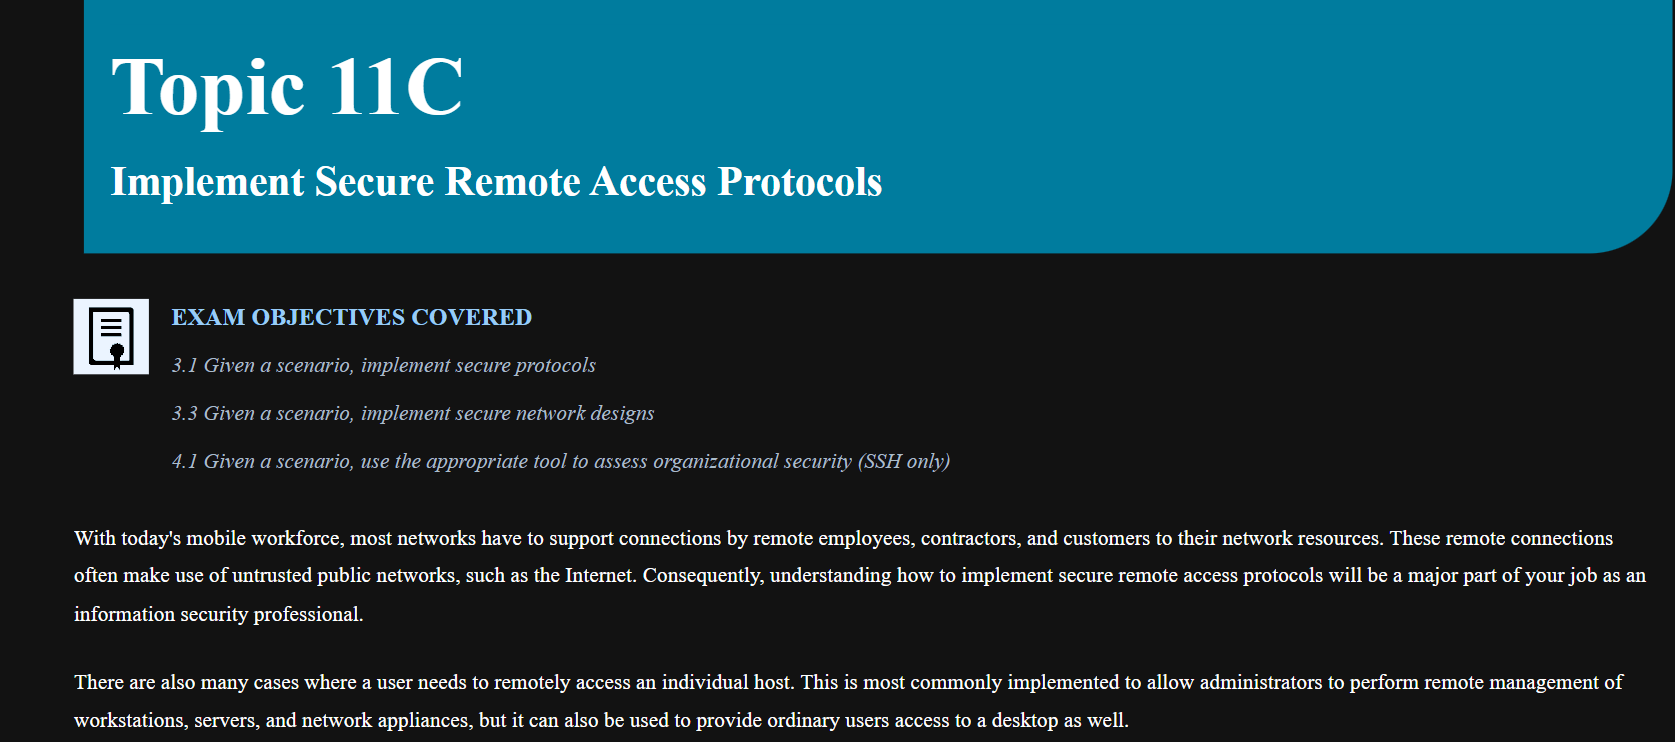 Topic 11C
Implement Secure Remote Access Protocols
EXAM OBJECTIVES COVERED
3.1 Given a scenario, implement secure protocols
3.3 Given a scenario, implement secure network designs
4.1 Given a scenario, use the appropriate tool to assess organizational security (SSH only)
With today's mobile workforce, most networks have to support connections by remote employees, contractors, and customers to their network resources. These remote connections
often make use of untrusted public networks, such as the Internet. Consequently, understanding how to implement secure remote access protocols will be a major part of your job as an
information security professional.
There are also many cases where a user needs to remotely access an individual host. This is most commonly implemented to allow administrators to perform remote management of
workstations, servers, and network appliances, but it can also be used to provide ordinary users access to a desktop as well.